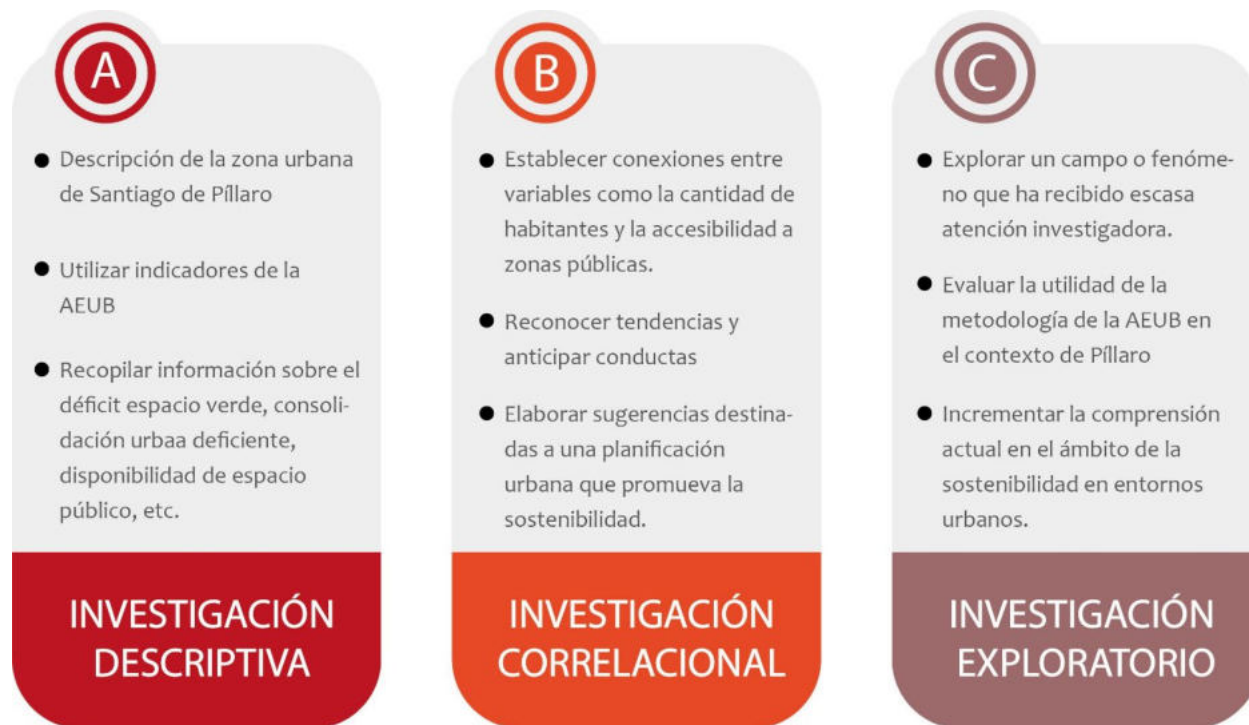 A
Descripción de la zona urbana
de Santiago de Píllaro
Utilizar indicadores de la
AEUB
Recopilar información sobre el
déficit espacio verde, consoli-
dación urbaa deficiente,
disponibilidad de espacio
público, etc.
INVESTIGACIÓN
DESCRIPTIVA
B
Establecer conexiones entre
variables como la cantidad de
habitantes y la accesibilidad a
zonas públicas.
Reconocer tendencias y
anticipar conductas
Elaborar sugerencias destina-
das a una planificación
urbana que promueva la
sostenibilidad.
INVESTIGACIÓN
CORRELACIONAL
C
Explorar un campo o fenóme-
no que ha recibido escasa
atención investigadora.
Evaluar la utilidad de la
metodología de la AEUB en
el contexto de Píllaro
Incrementar la comprensión
actual en el ámbito de la
sostenibilidad en entornos
urbanos.
INVESTIGACIÓN
EXPLORATORIO